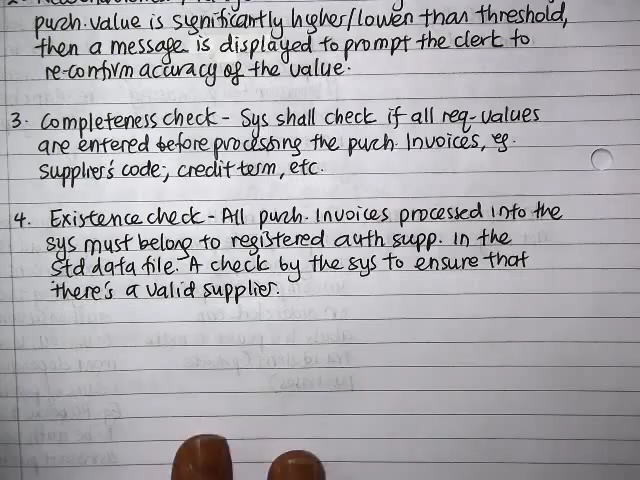 purch. value is significantly higher/lower than threshold,
then a message is displayed to prompt the clerk to
re-confirm accuracy of the value.
3. Completeness check - Sys shall check if all req. values
are entered before processing the purch. Invoices, eg.
supplier's code, credit term, etc.
4. Existence check - All purch. Invoices processed into the
sys must belong to registered auth supp. in the
std data file. A check by the sys to ensure that
there's a valid supplier.